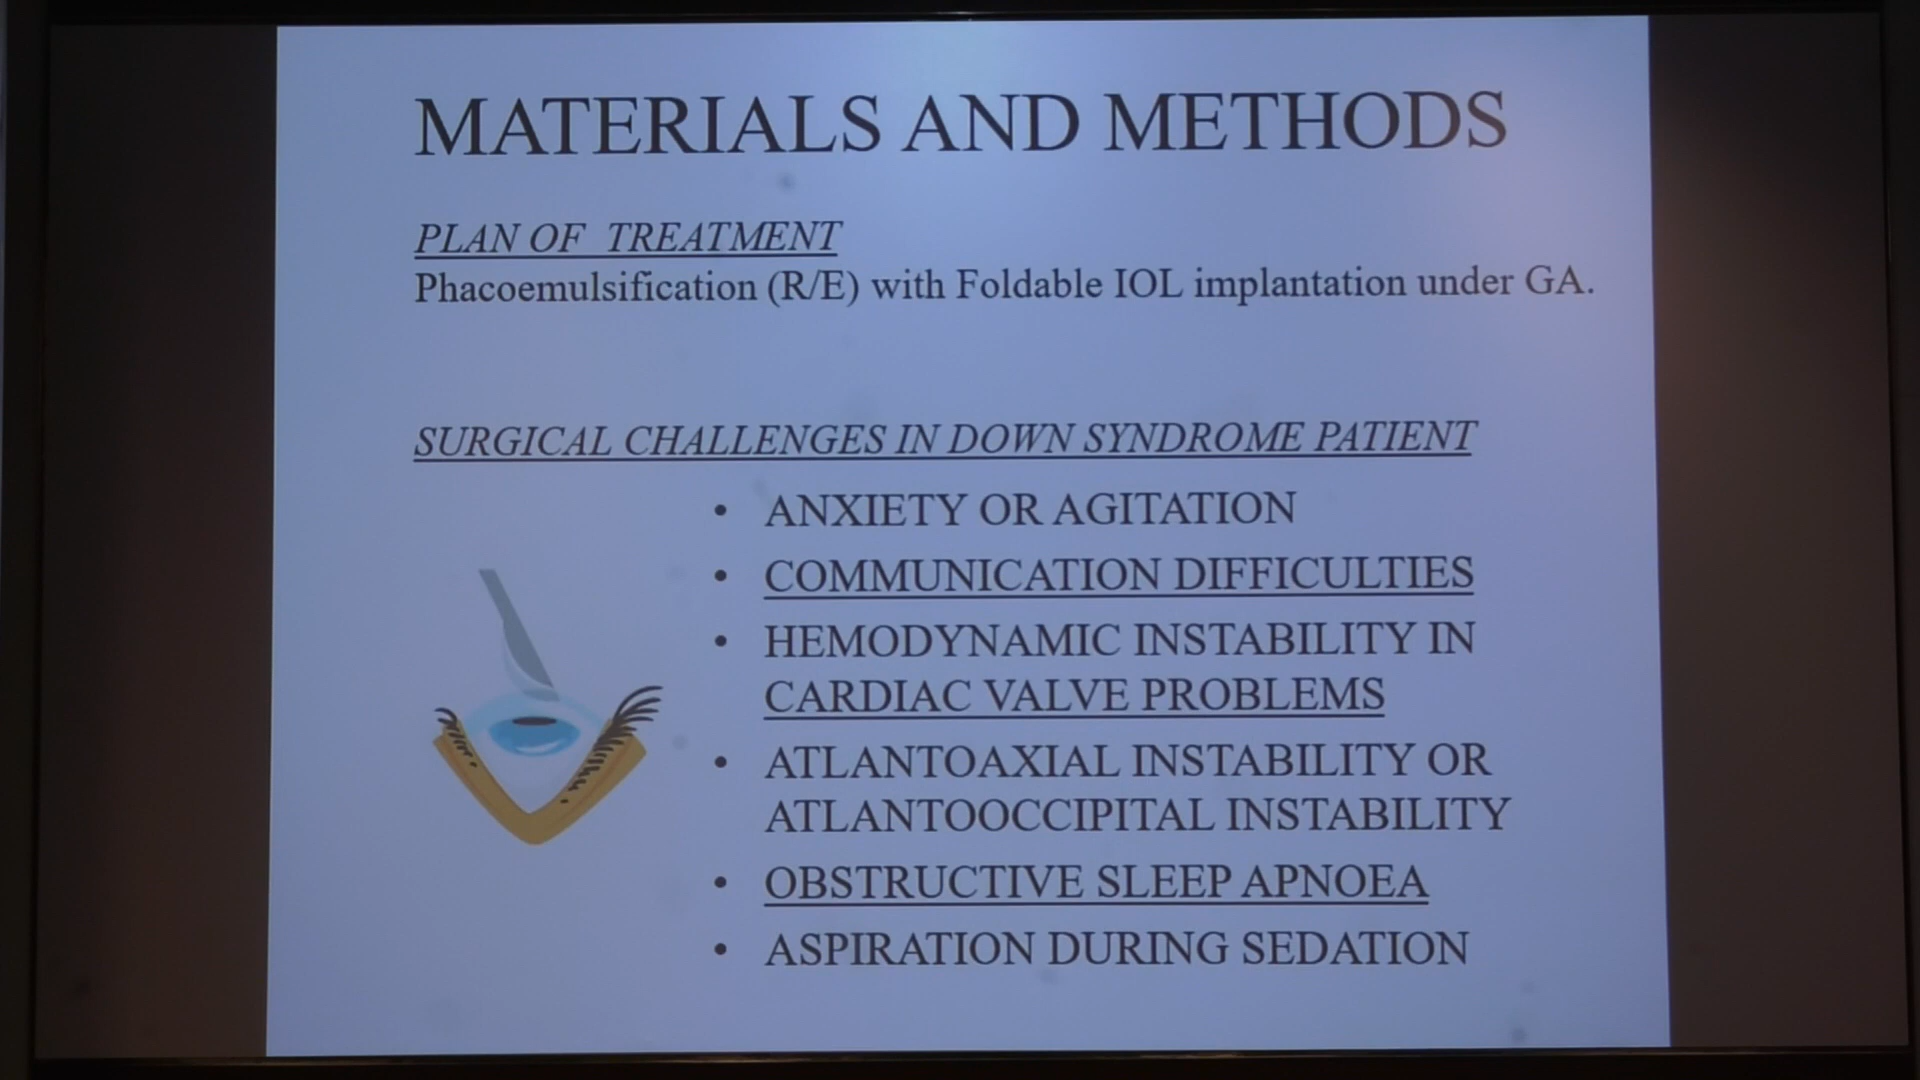 MATERIALS AND METHODS
PLAN OF TREATMENT
Phacoemulsification (R/E) with Foldable IOL implantation under GA.
SURGICAL CHALLENGES IN DOWN SYNDROME PATIENT
• ANXIETY OR AGITATION
• COMMUNICATION DIFFICULTIES
• HEMODYNAMIC INSTABILITY IN
CARDIAC VALVE PROBLEMS
• ATLANTOAXIAL INSTABILITY OR
ATLANTOOCCIPITAL INSTABILITY
• OBSTRUCTIVE SLEEP APNOEA
• ASPIRATION DURING SEDATION